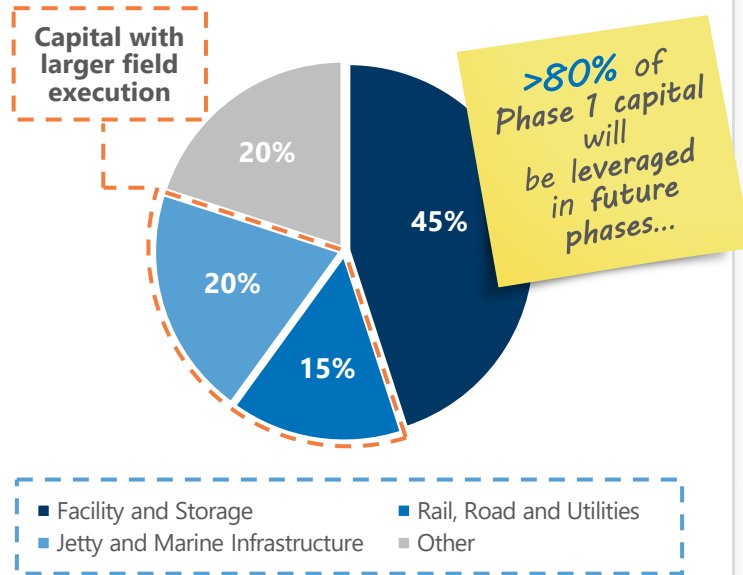 Capital with
larger field
execution
>80% of
Phase 1 capital
will
be leveraged
in future
phases...
20%
45%
20%
15%
Facility and Storage
Rail, Road and Utilities
Jetty and Marine Infrastructure
Other